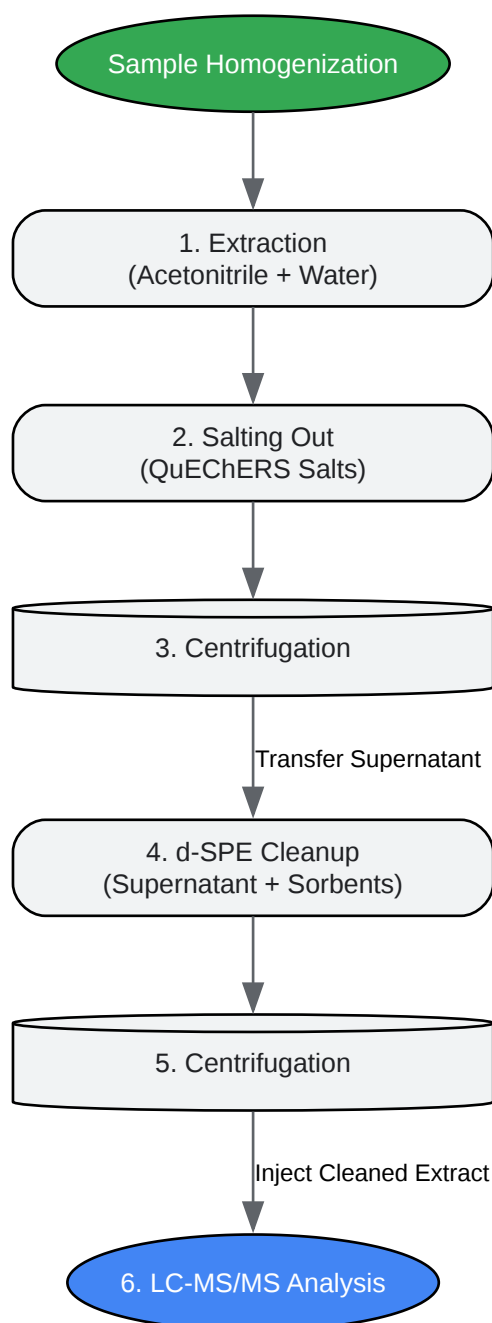 Sample Homogenization
1. Extraction
(Acetonitrile + Water)
2. Salting Out
(QuEChERS Salts)
3. Centrifugation
Transfer Supernatant
4. d-SPE Cleanup
(Supernatant + Sorbents)
5. Centrifugation
Inject Cleaned Extract
6. LC-MS/MS Analysis